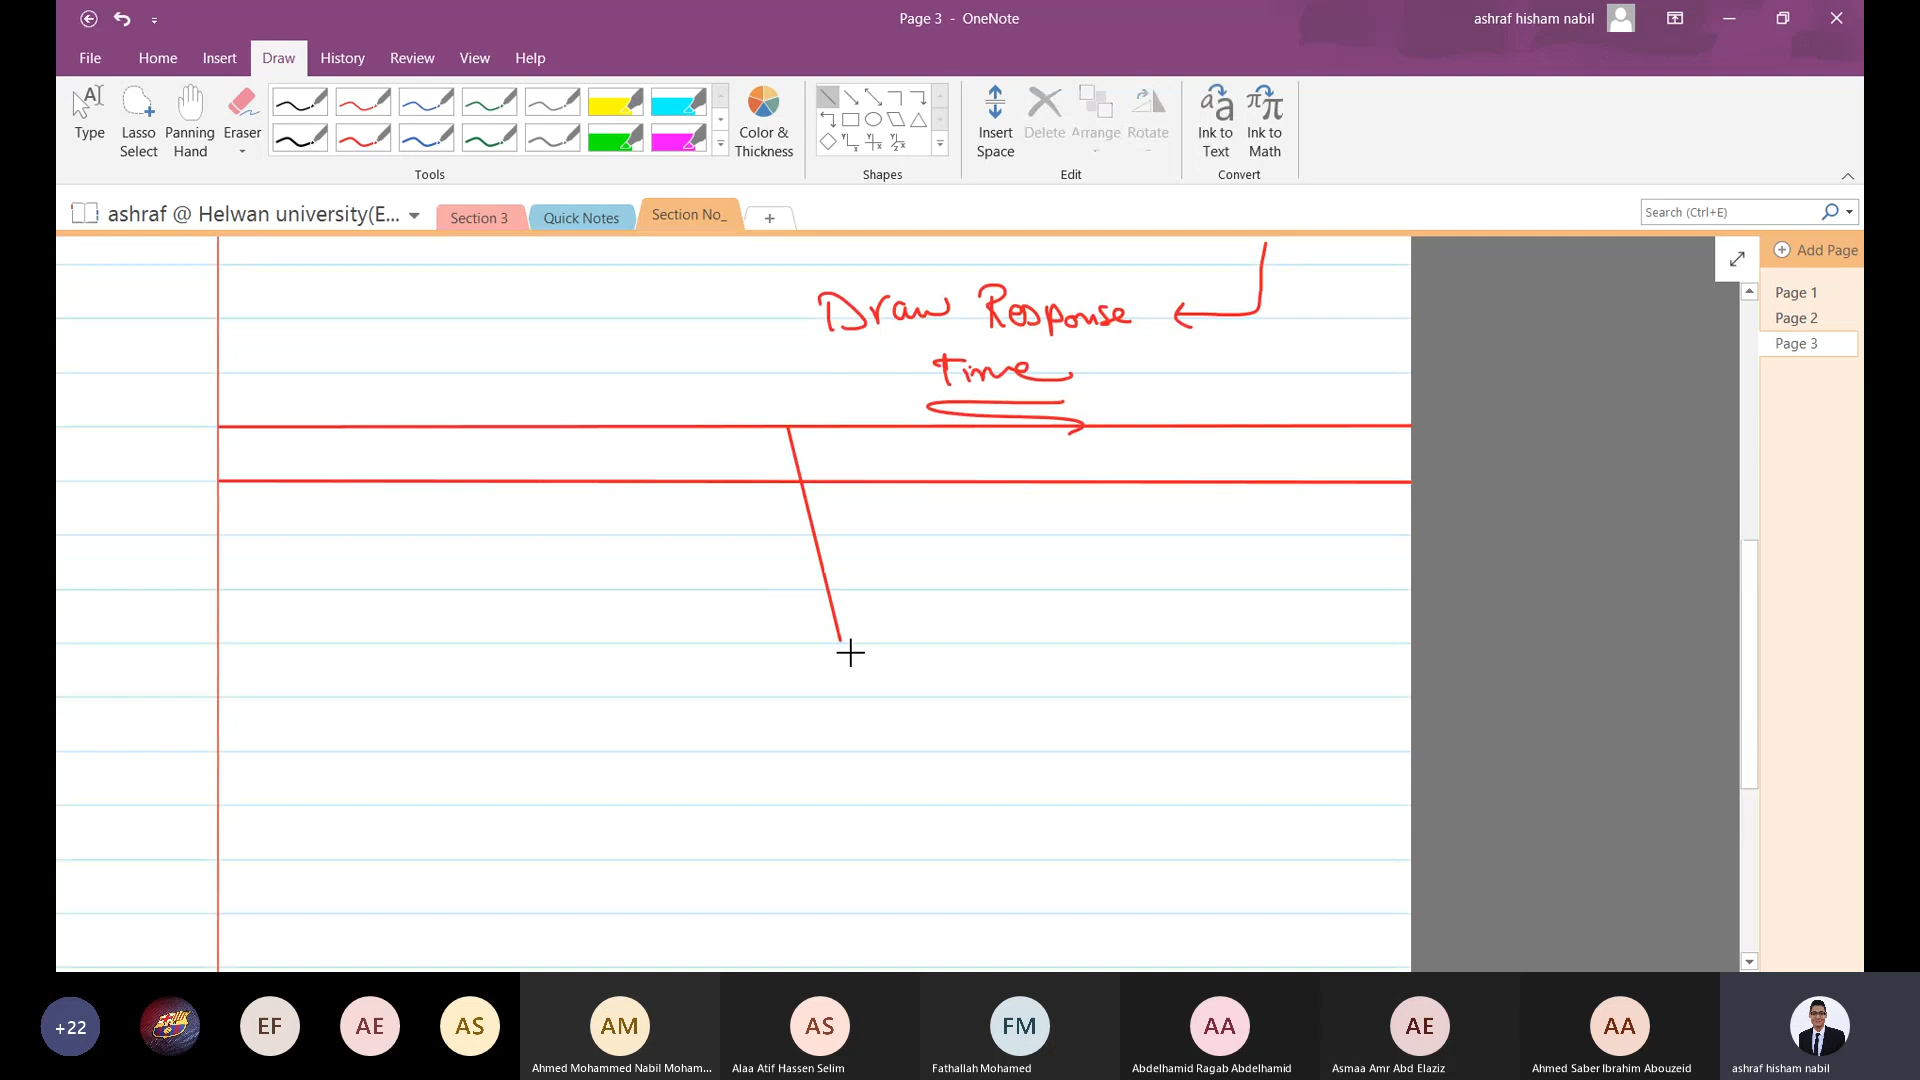 Page 3 - OneNote
ashraf hisham nabil
File Home Insert Draw History Review View Help
Type
Lasso Select
Panning Hand
Eraser
Color & Thickness
Insert Space
Delete
Arrange
Rotate
Ink to Text
Ink to Math
Tools Shapes Edit Convert
ashraf @ Helwan university(E...
Section 3
Quick Notes
Section No_
Search (Ctrl+E)
Add Page
Page 1
Page 2
Page 3
Draw Response
time
+22
EF
AE
AS
AM
AS
FM
AA
AE
AA
Ahmed Mohammed Nabil Moham...
Alaa Atif Hassen Selim
Fathallah Mohamed
Abdelhamid Ragab Abdelhamid
Asmaa Amr Abd Elaziz
Ahmed Saber Ibrahim Abouzeid
ashraf hisham nabil